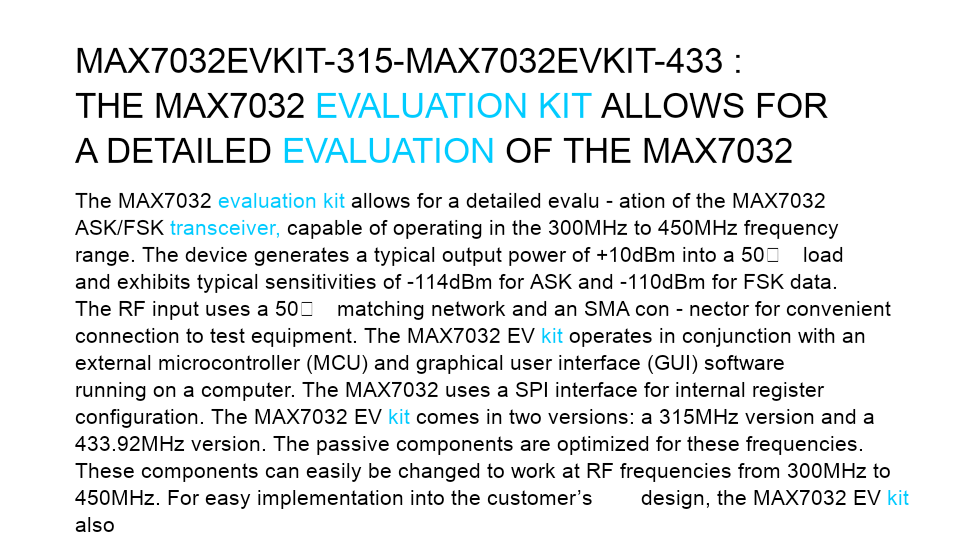 MAX7032EVKIT-315-MAX7032EVKIT-433 :
THE MAX7032 EVALUATION KIT ALLOWS FOR
A DETAILED EVALUATION OF THE MAX7032
The MAX7032 evaluation kit allows for a detailed evalu - ation of the MAX7032
ASK/FSK transceiver, capable of operating in the 300MHz to 450MHz frequency
range. The device generates a typical output power of +10dBm into a 50□ load
and exhibits typical sensitivities of -114dBm for ASK and -110dBm for FSK data.
The RF input uses a 50□ matching network and an SMA con - nector for convenient
connection to test equipment. The MAX7032 EV kit operates in conjunction with an
external microcontroller (MCU) and graphical user interface (GUI) software
running on a computer. The MAX7032 uses a SPI interface for internal register
configuration. The MAX7032 EV kit comes in two versions: a 315MHz version and a
433.92MHz version. The passive components are optimized for these frequencies.
These components can easily be changed to work at RF frequencies from 300MHz to
450MHz. For easy implementation into the customer’s design, the MAX7032 EV kit
also